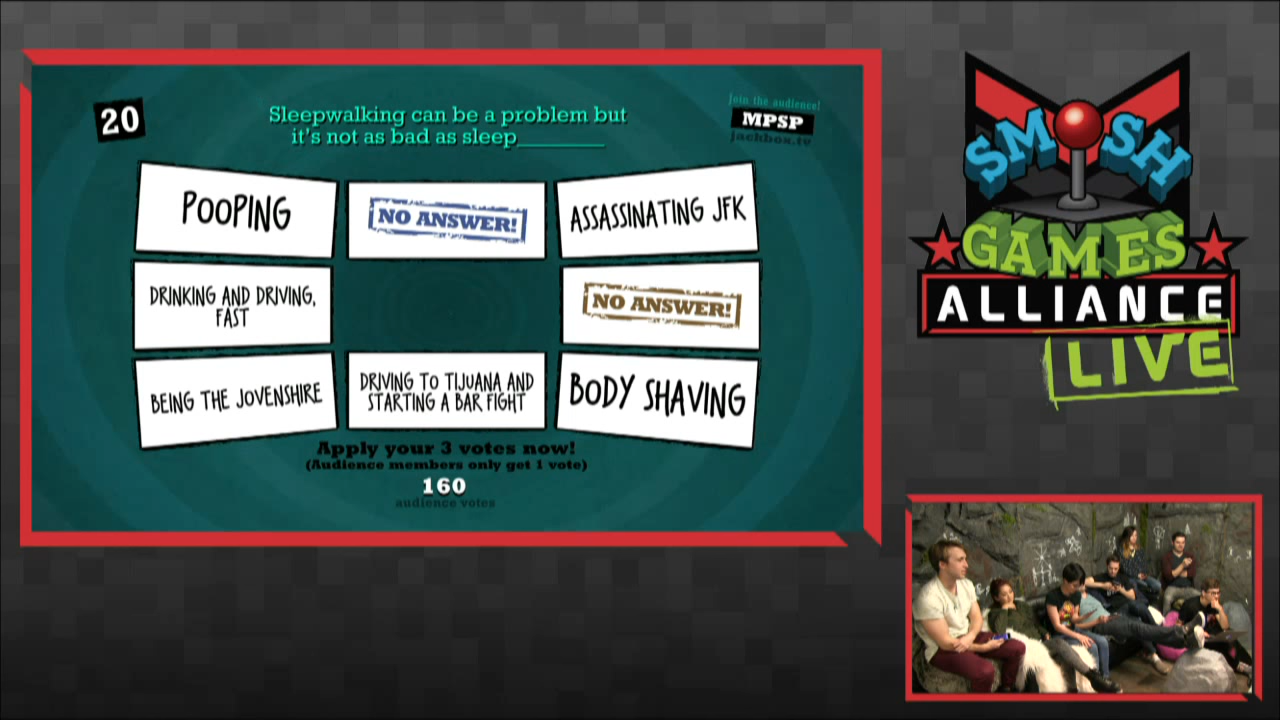 20
Sleepwalking can be a problem but
it's not as bad as sleep________
join the audience!
MPSP
jackbox.tv
POOPING
NO ANSWER!
ASSASSINATING JFK
DRINKING AND DRIVING,
FAST
NO ANSWER!
BEING THE JOVENSHIRE
DRIVING TO TIJUANA AND
STARTING A BAR FIGHT
BODY SHAVING
Apply your 3 votes now!
(Audience members only get 1 vote)
160
audience votes
SMOSH
GAMES
ALLIANCE
LIVE